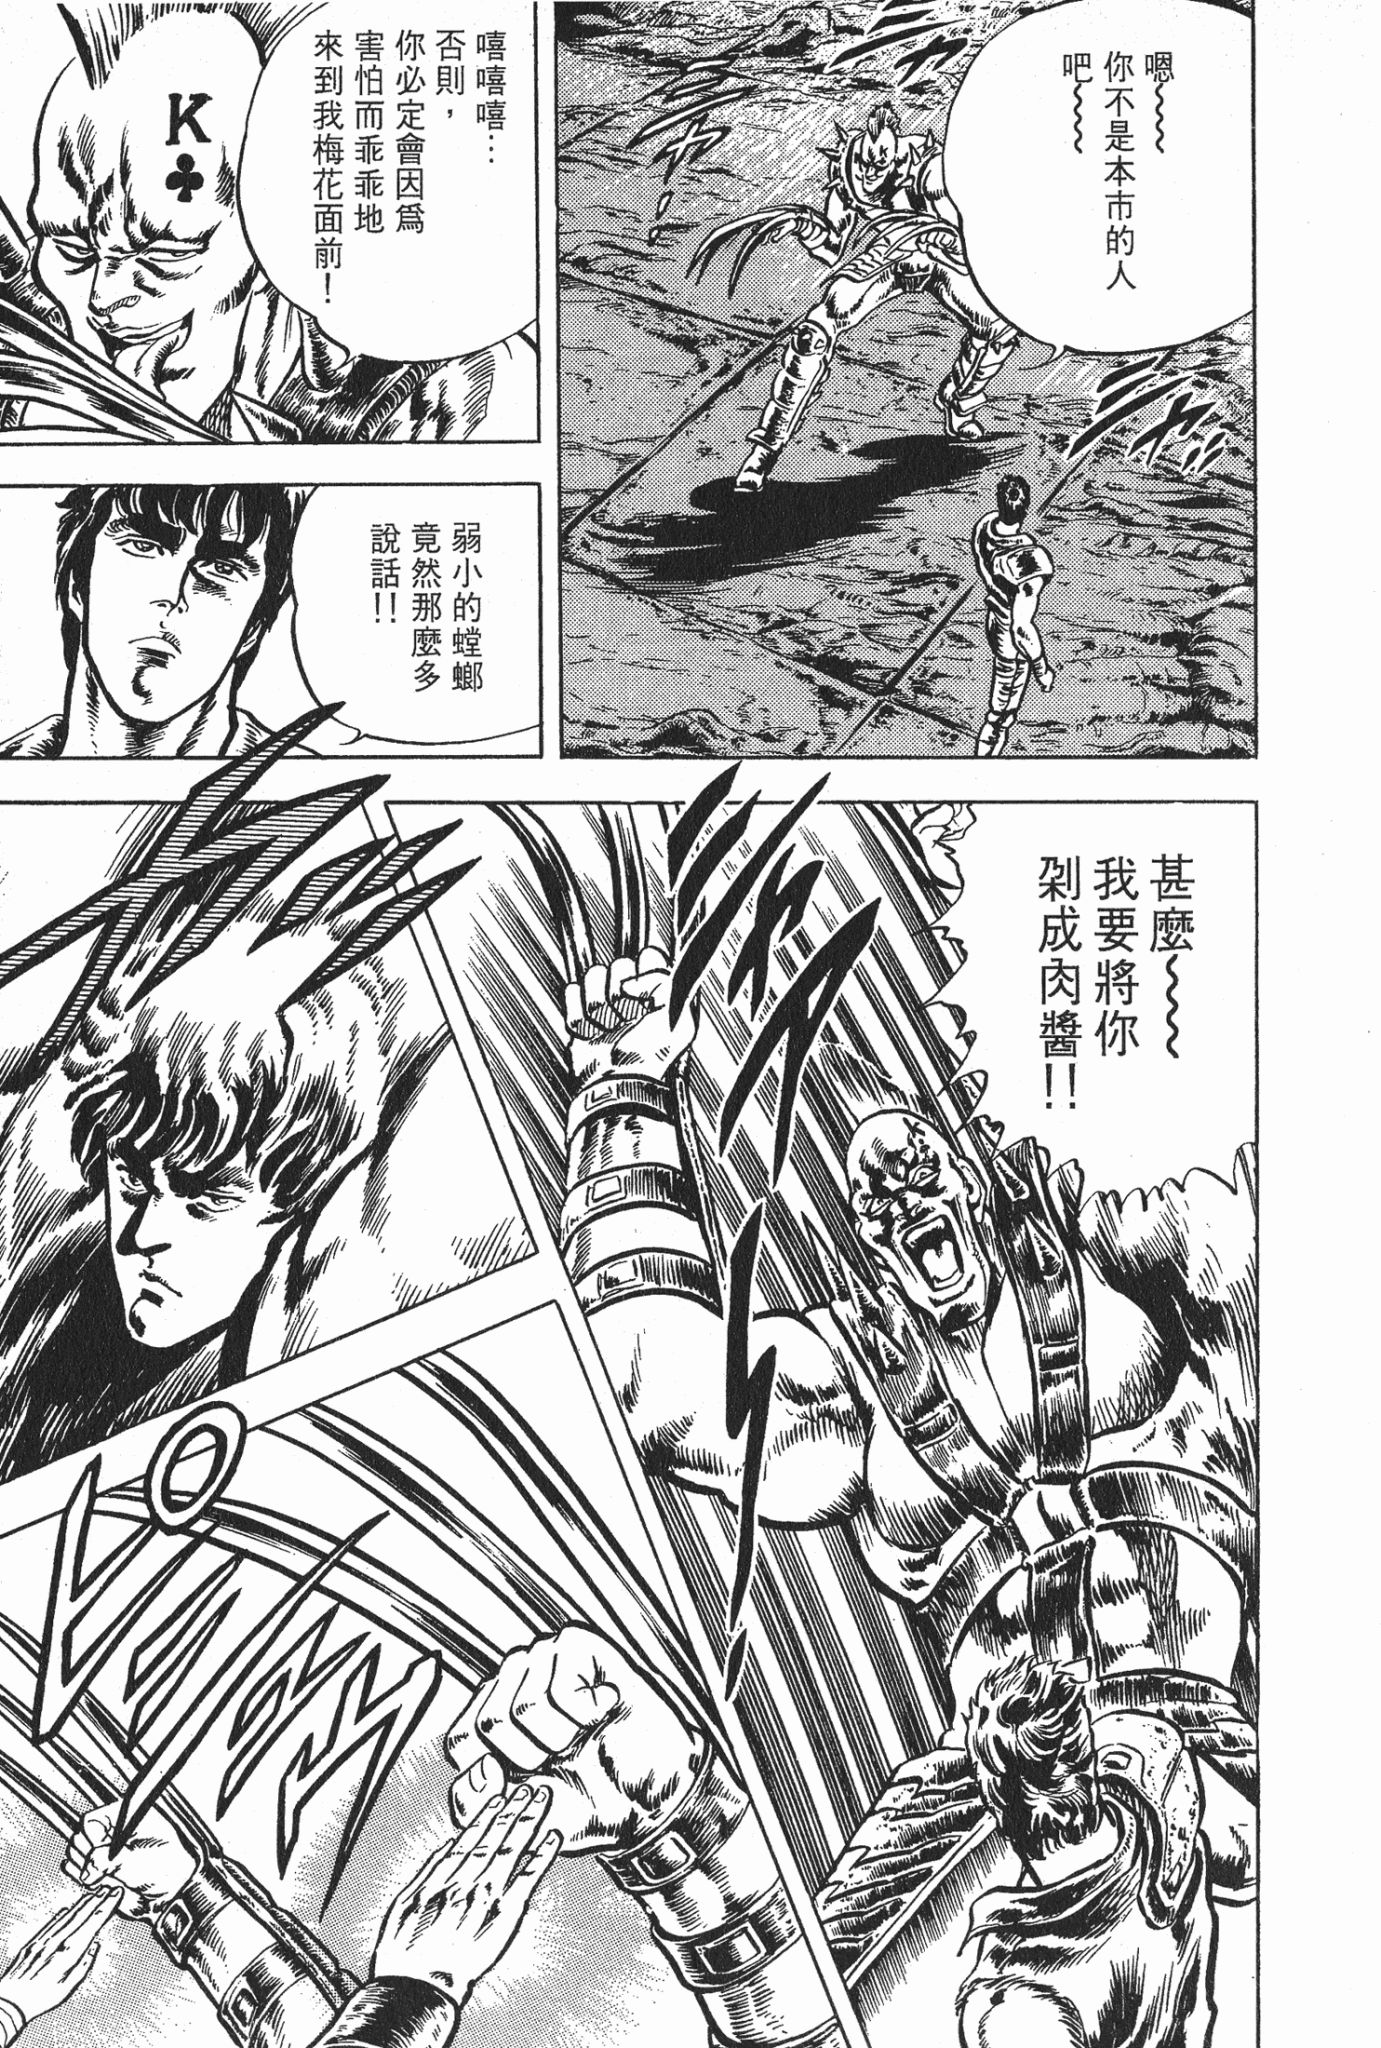 嗯～～
你不是本市的人
吧～～
嘻嘻嘻…
否則，
你必定會因爲
害怕而乖乖地
來到我梅花面前！
K
弱小的螳螂
竟然那麼多
說話!!
甚麼～～
我要將你
剁成肉醬!!